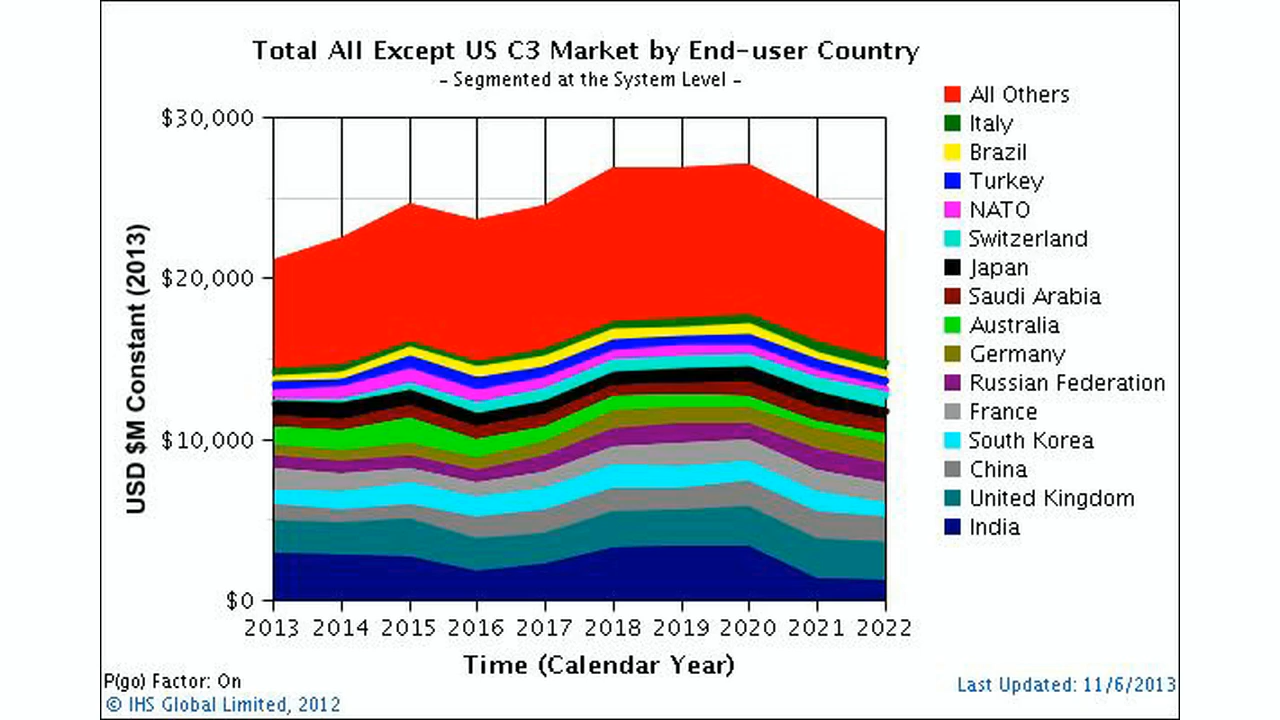 Total All Except US C3 Market by End-user Country
- Segmented at the System Level -
All Others
Italy
Brazil
Turkey
NATO
Switzerland
Japan
Saudi Arabia
Australia
Germany
Russian Federation
France
South Korea
China
United Kingdom
India
USD $M Constant (2013)
$30,000
$20,000
$10,000
$0
2013 2014 2015 2016 2017 2018 2019 2020 2021 2022
Time (Calendar Year)
P(go) Factor: On
© IHS Global Limited, 2012
Last Updated: 11/6/2013